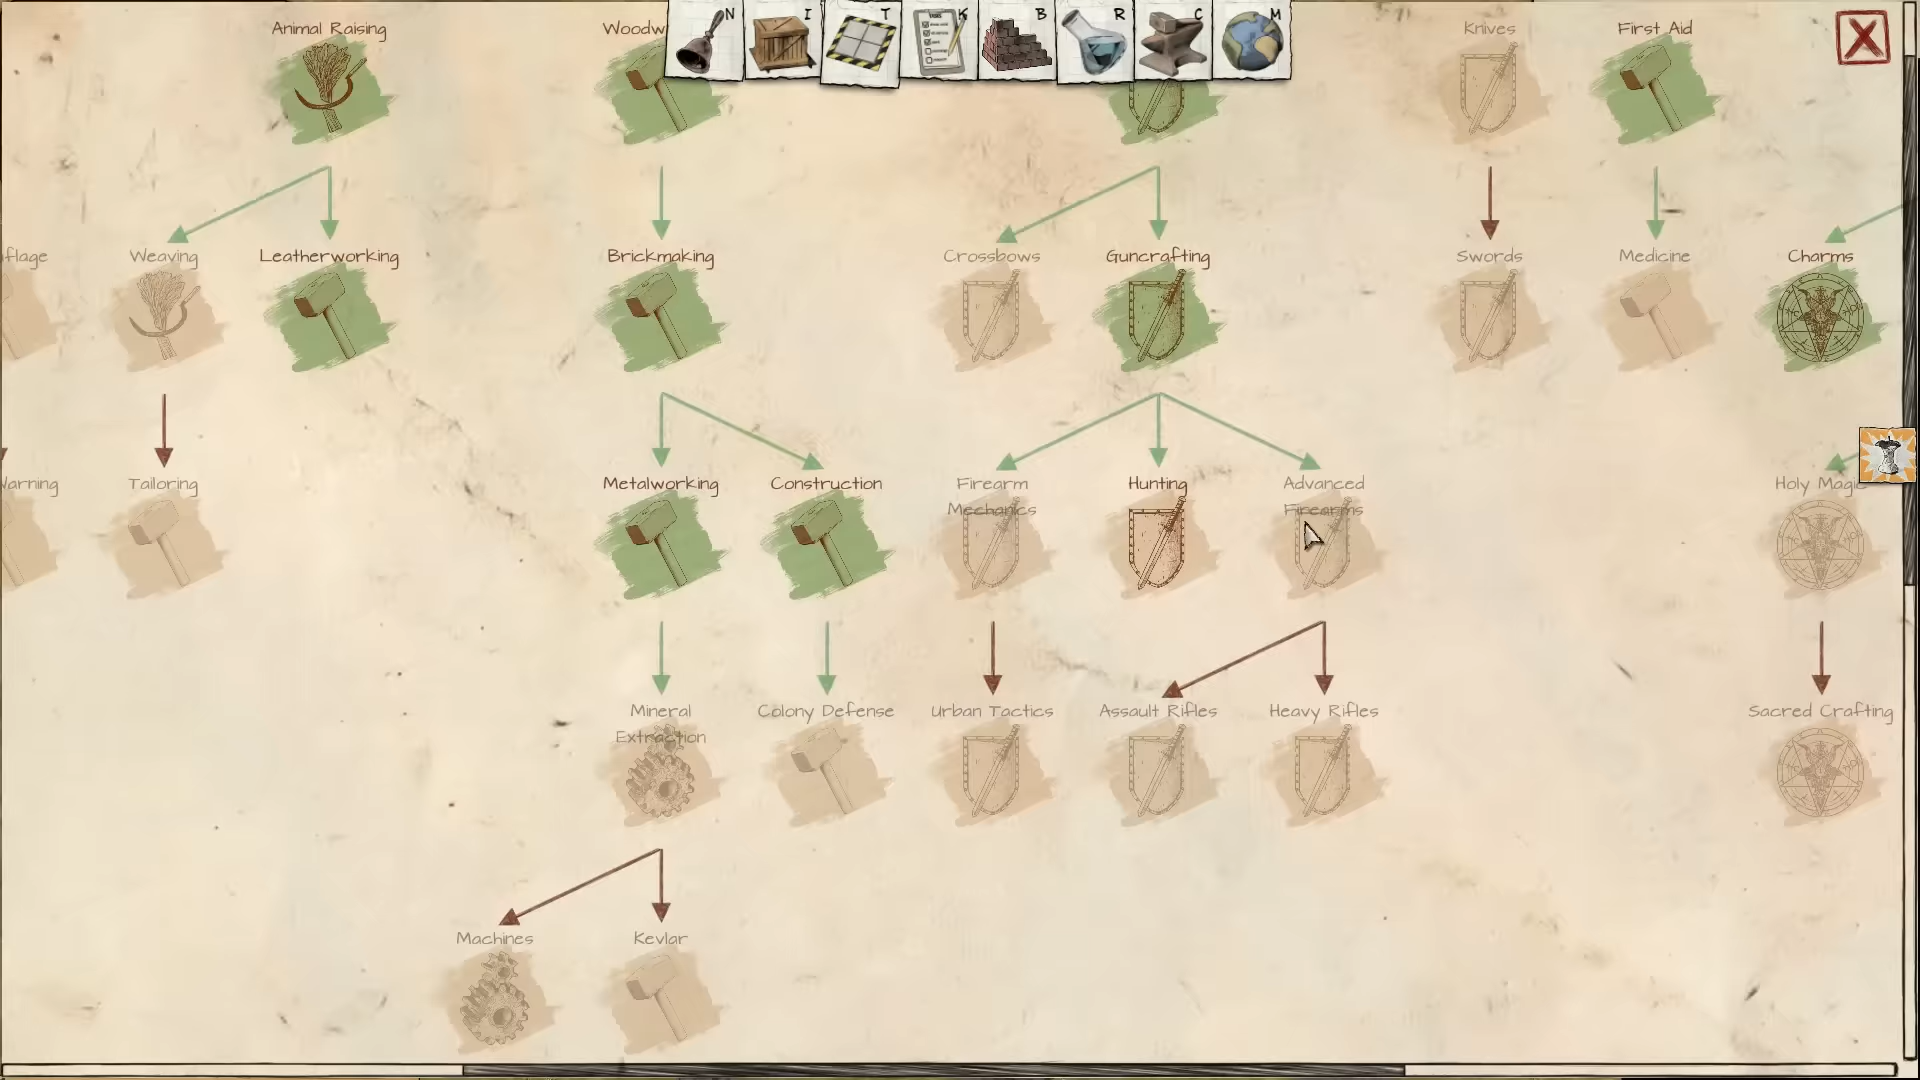 N
I
T
K
B
R
C
M
TASKS
Animal Raising
Woodw
Knives
First Aid
uflage
Weaving
Leatherworking
Brickmaking
Crossbows
Guncrafting
Swords
Medicine
Charms
Warning
Tailoring
Metalworking
Construction
Firearm
Mechanics
Hunting
Advanced
Firearms
Holy Magic
Mineral
Extraction
Colony Defense
Urban Tactics
Assault Rifles
Heavy Rifles
Sacred Crafting
Machines
Kevlar